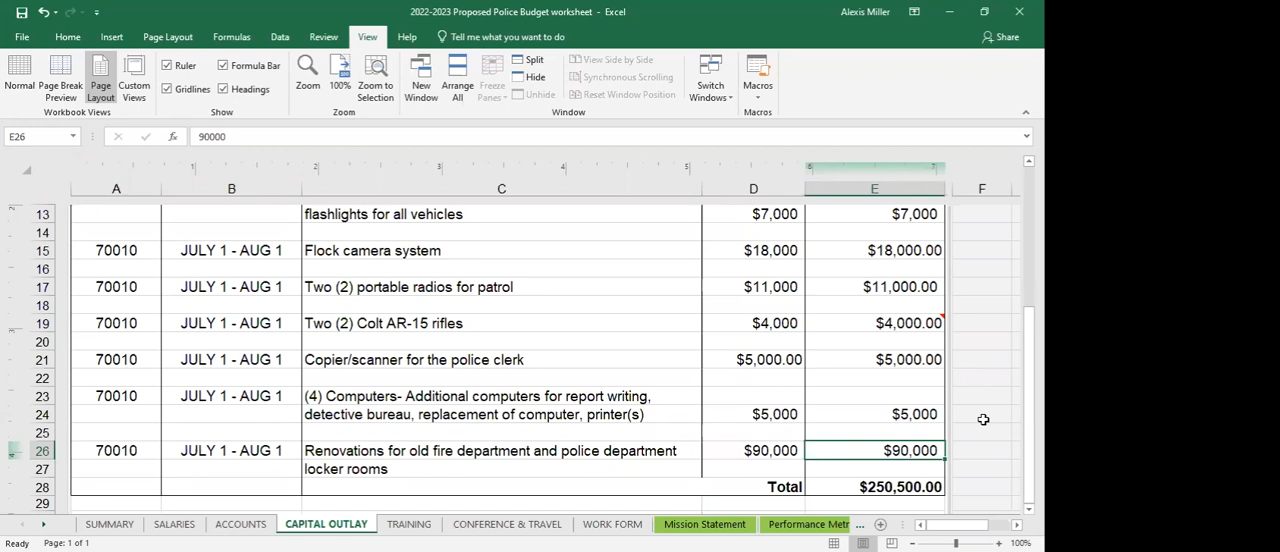 2022-2023 Proposed Police Budget worksheet - Excel
Alexis Miller
File Home Insert Page Layout Formulas Data Review View Help Tell me what you want to do Share
Normal
Page Break Preview
Page Layout
Custom Views
Workbook Views
Ruler
Formula Bar
Gridlines
Headings
Show
Zoom
100%
Zoom to Selection
Zoom
New Window
Arrange All
Freeze Panes
Split
Hide
Unhide
View Side by Side
Synchronous Scrolling
Reset Window Position
Switch Windows
Window
Macros
Macros
E26 fx 90000
1 2 3 4 5 6 7
A B C D E F
13 flashlights for all vehicles $7,000 $7,000
14
15 70010 JULY 1 - AUG 1 Flock camera system $18,000 $18,000.00
16
17 70010 JULY 1 - AUG 1 Two (2) portable radios for patrol $11,000 $11,000.00
18
19 70010 JULY 1 - AUG 1 Two (2) Colt AR-15 rifles $4,000 $4,000.00
20
21 70010 JULY 1 - AUG 1 Copier/scanner for the police clerk $5,000.00 $5,000.00
22
23 70010 JULY 1 - AUG 1 (4) Computers- Additional computers for report writing,
24 detective bureau, replacement of computer, printer(s) $5,000 $5,000
25
26 70010 JULY 1 - AUG 1 Renovations for old fire department and police department $90,000 $90,000
27 locker rooms
28 Total $250,500.00
29
SUMMARY SALARIES ACCOUNTS CAPITAL OUTLAY TRAINING CONFERENCE & TRAVEL WORK FORM Mission Statement Performance Metr ...
Ready Page: 1 of 1 100%